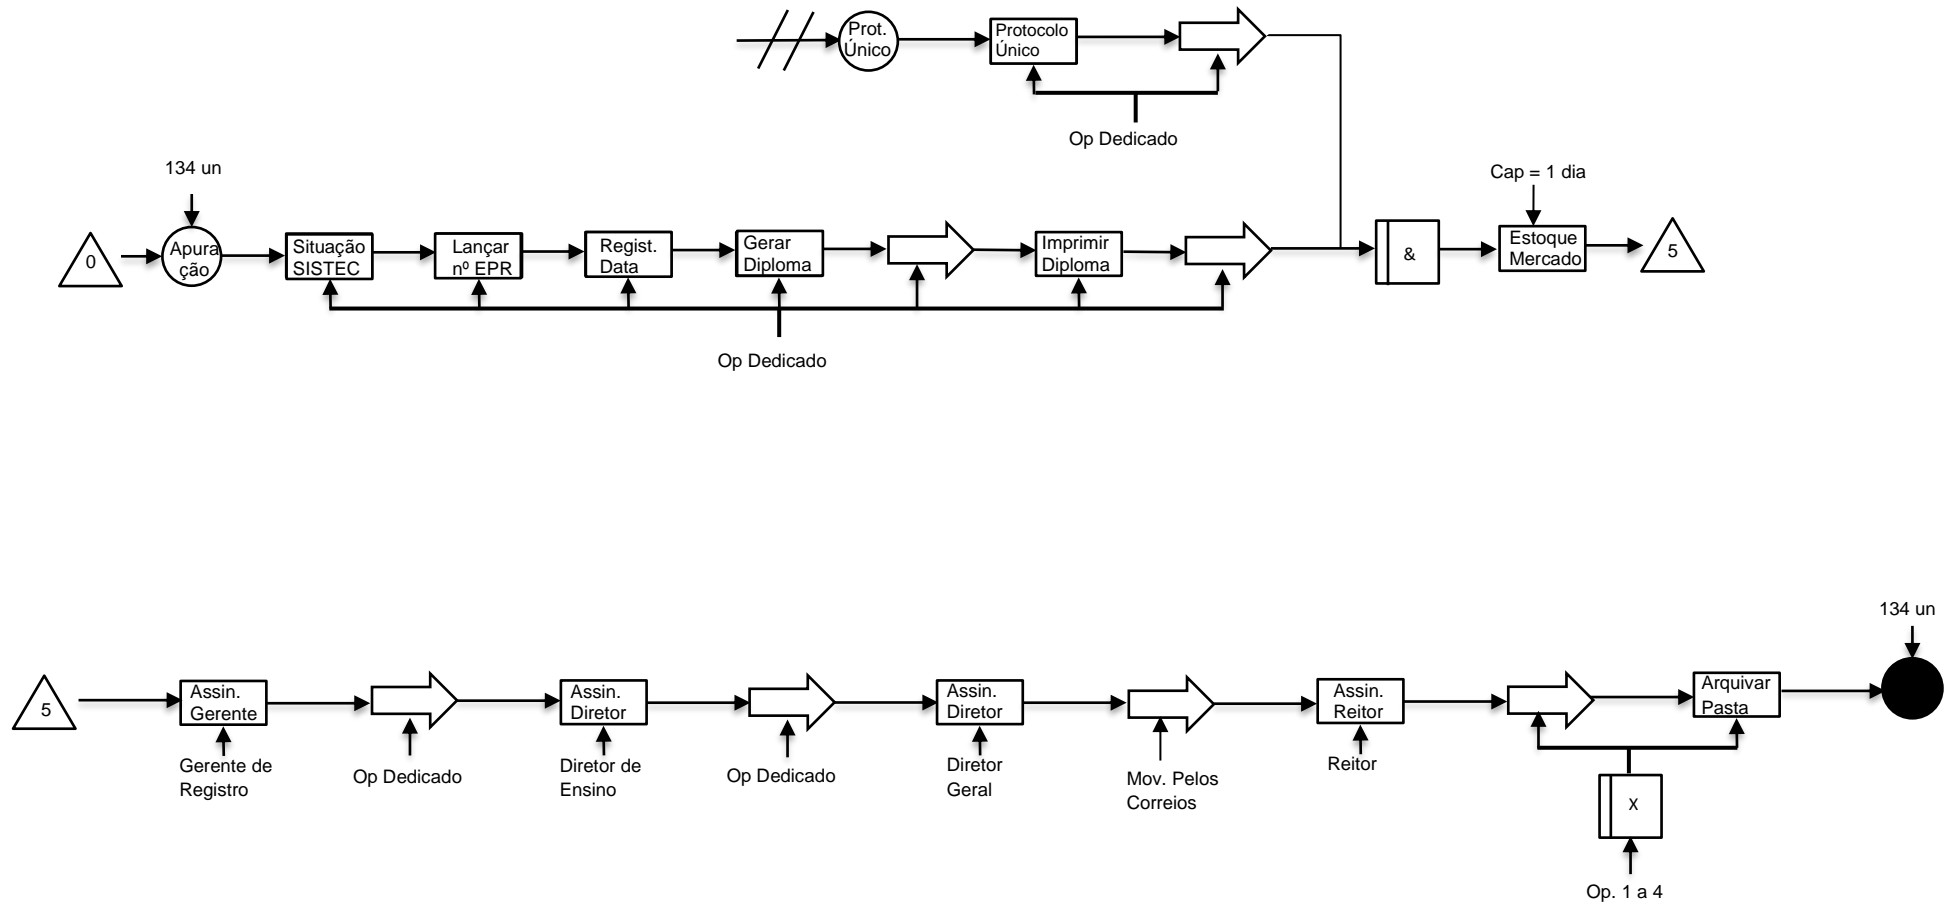 Prot.
Único
Protocolo
Único
Op Dedicado
134 un
Cap = 1 dia
0
Apura
ção
Situação
SISTEC
Lançar
nº EPR
Regist.
Data
Gerar
Diploma
Imprimir
Diploma
&
Estoque
Mercado
5
Op Dedicado
134 un
5
Assin.
Gerente
Assin.
Diretor
Assin.
Diretor
Assin.
Reitor
Arquivar
Pasta
Gerente de
Registro
Op Dedicado
Diretor de
Ensino
Op Dedicado
Diretor
Geral
Mov. Pelos
Correios
Reitor
X
Op. 1 a 4